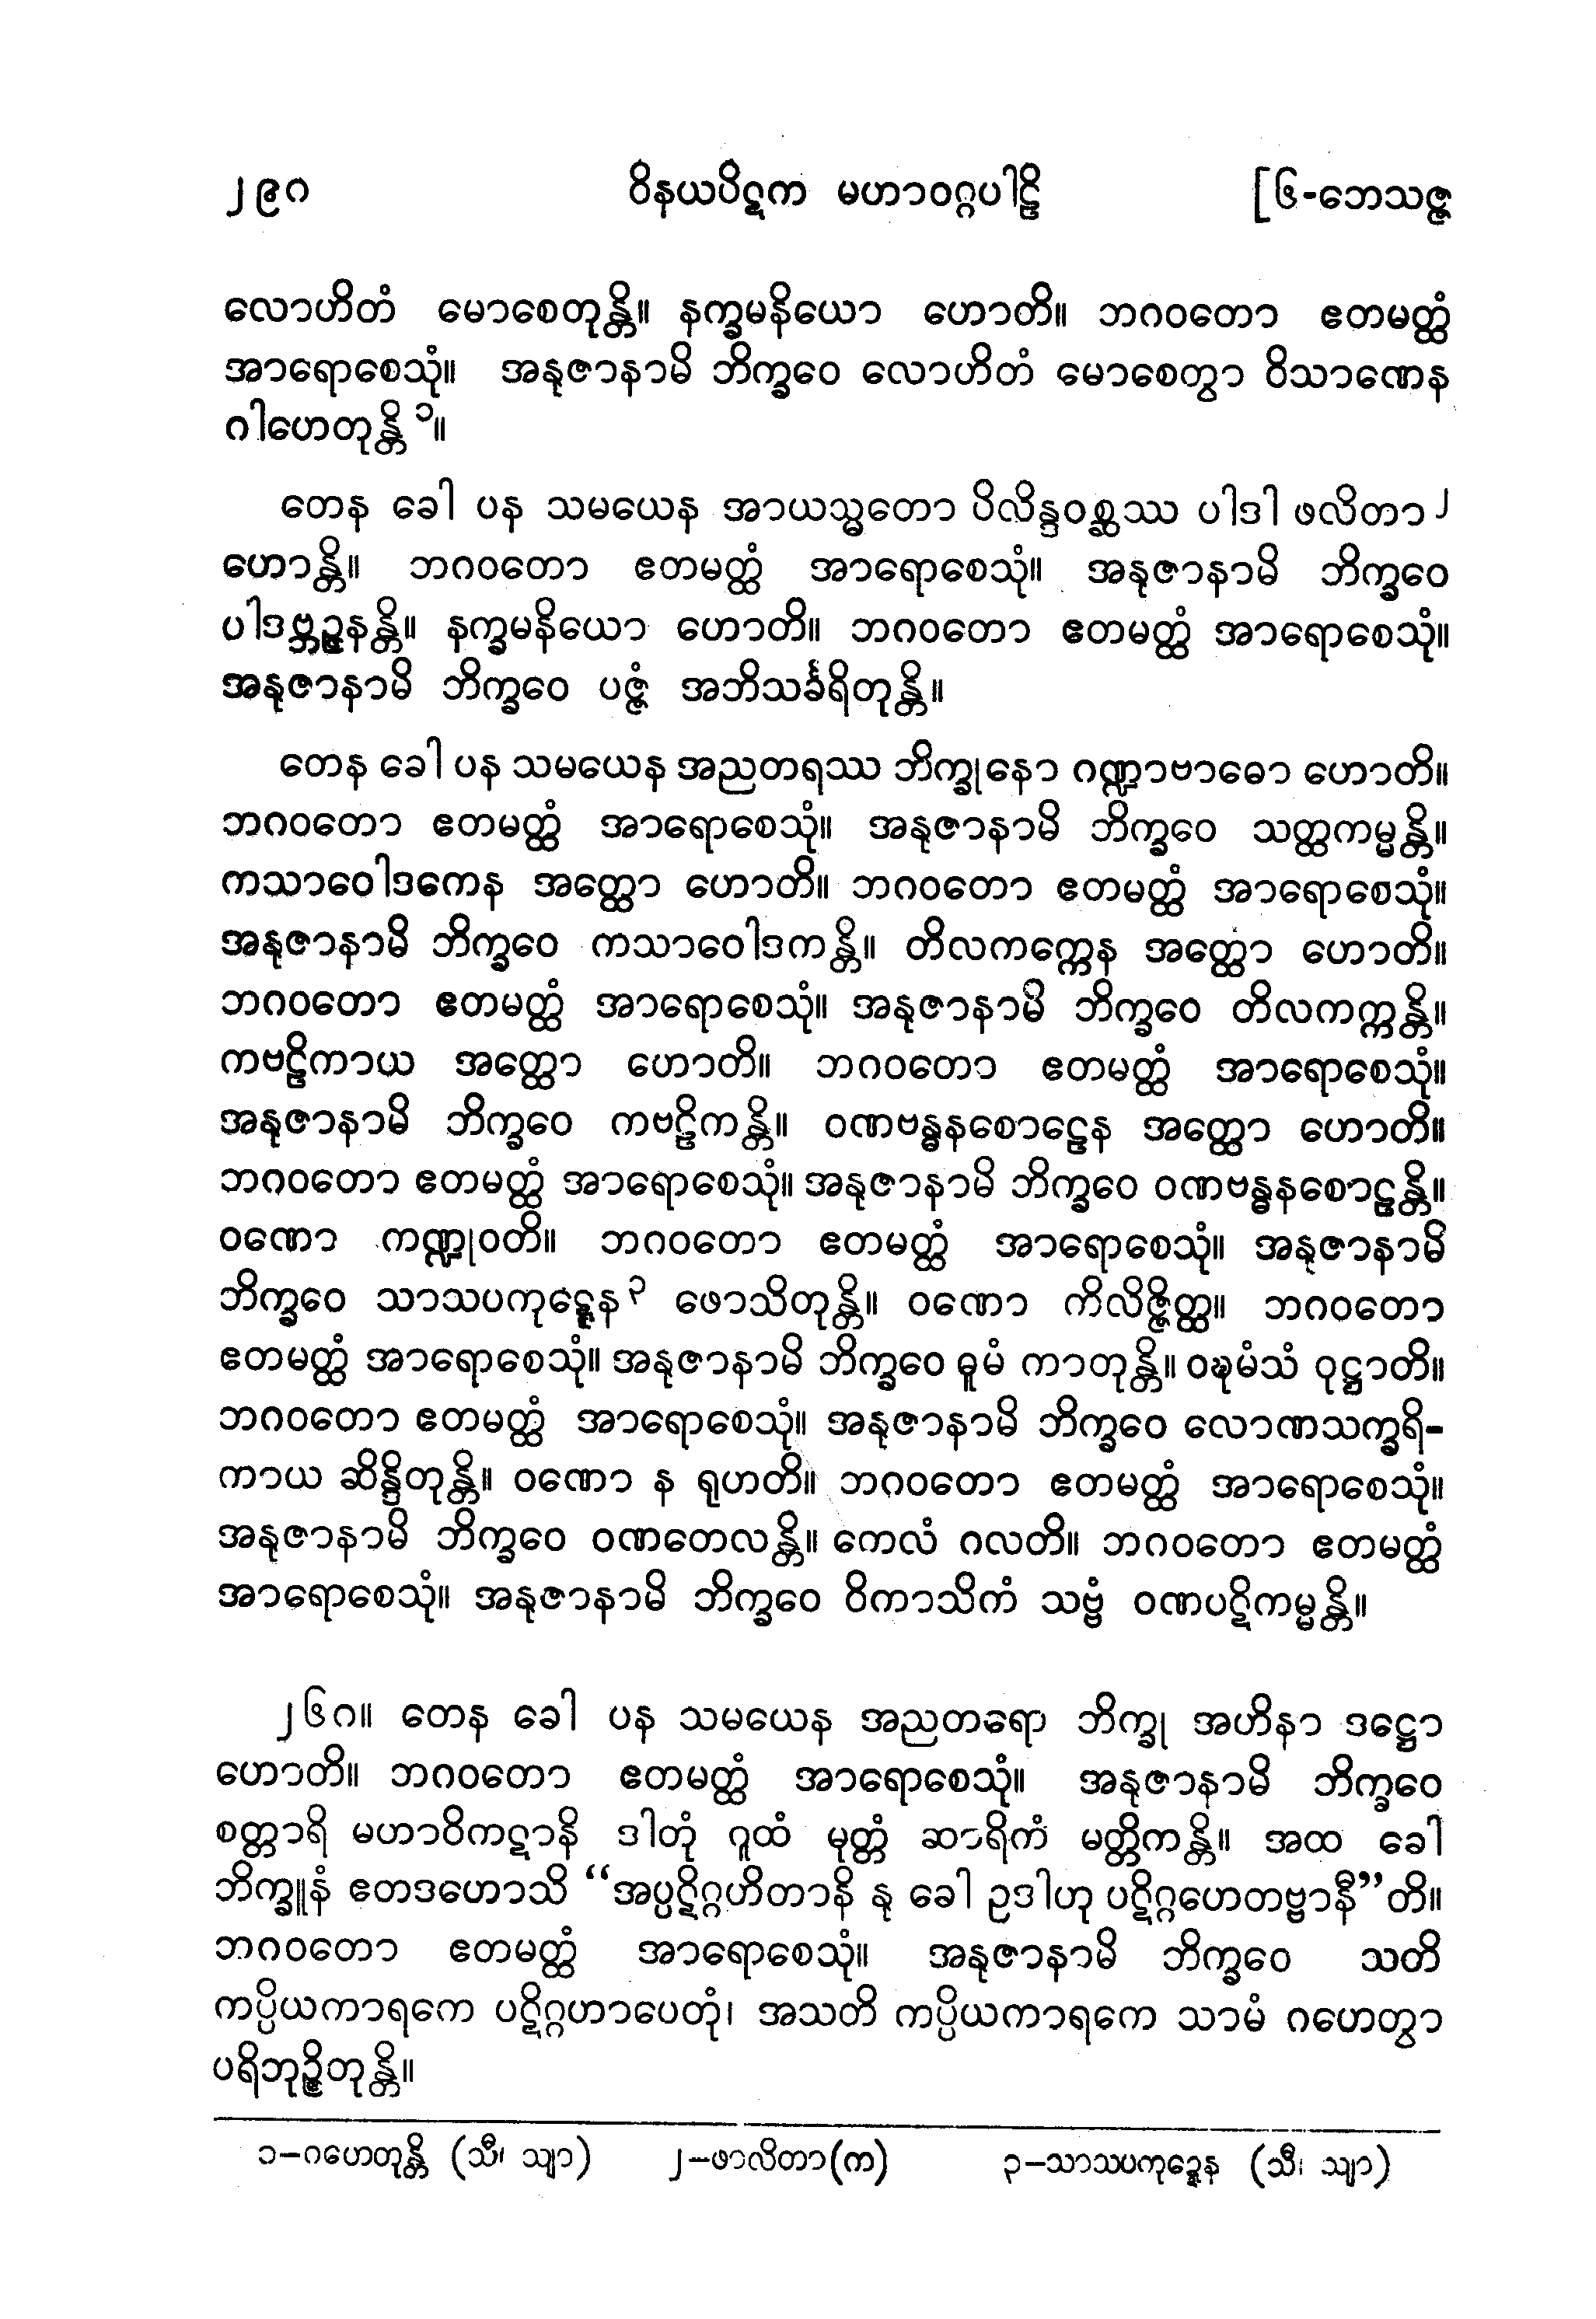 ၂၉ဂ ဝိနယပိဋက မဟာဝဂ္ဂပါဠိ [၆-ဘေသဇ္ဇ
လောဟိတံ မောစေတုန္တိ။ နက္ခမနိယော ဟောတိ။ ဘဂဝတော ဧတမတ္ထံ
အာရောစေသုံ။ အနုဇာနာမိ ဘိက္ခဝေ လောဟိတံ မောစေတွာ ဝိသာဏေန
ဂါဟေတုန္တိ ၁။
တေန ခေါ ပန သမယေန အာယသ္မတော ပိလိန္ဒဝစ္ဆဿ ပါဒါ ဖလိတာ ၂
ဟောန္တိ။ ဘဂဝတော ဧတမတ္ထံ အာရောစေသုံ။ အနုဇာနာမိ ဘိက္ခဝေ
ပါဒဗ္ဘဉ္ဇနန္တိ။ နက္ခမနိယော ဟောတိ။ ဘဂဝတော ဧတမတ္ထံ အာရောစေသုံ။
အနုဇာနာမိ ဘိက္ခဝေ ပဇ္ဇံ အဘိသင်္ခရိတုန္တိ။
တေန ခေါ ပန သမယေန အညတရဿ ဘိက္ခုနော ဂဏ္ဍာဗာဓော ဟောတိ။
ဘဂဝတော ဧတမတ္ထံ အာရောစေသုံ။ အနုဇာနာမိ ဘိက္ခဝေ သတ္ထကမ္မန္တိ။
ကသာဝေါဒကေန အတ္ထော ဟောတိ။ ဘဂဝတော ဧတမတ္ထံ အာရောစေသုံ။
အနုဇာနာမိ ဘိက္ခဝေ ကသာဝေါဒကန္တိ။ တိလကက္ကေန အတ္ထော ဟောတိ။
ဘဂဝတော ဧတမတ္ထံ အာရောစေသုံ။ အနုဇာနာမိ ဘိက္ခဝေ တိလကက္ကန္တိ။
ကဗဠိကာယ အတ္ထော ဟောတိ။ ဘဂဝတော ဧတမတ္ထံ အာရောစေသုံ။
အနုဇာနာမိ ဘိက္ခဝေ ကဗဠိကန္တိ။ ဝဏဗန္ဓနစောဠေန အတ္ထော ဟောတိ။
ဘဂဝတော ဧတမတ္ထံ အာရောစေသုံ။ အနုဇာနာမိ ဘိက္ခဝေ ဝဏဗန္ဓနစောဠန္တိ။
ဝဏော ကဏ္ဍုဝတိ။ ဘဂဝတော ဧတမတ္ထံ အာရောစေသုံ။ အနုဇာနာမိ
ဘိက္ခဝေ သာသပကုဋ္ဋေန ၃ ဖောသိတုန္တိ။ ဝဏော ကိလိဇ္ဇိတ္ထ။ ဘဂဝတော
ဧတမတ္ထံ အာရောစေသုံ။ အနုဇာနာမိ ဘိက္ခဝေ ဓူမံ ကာတုန္တိ။ ဝဍ္ဎမံသံ ဝုဋ္ဌာတိ။
ဘဂဝတော ဧတမတ္ထံ အာရောစေသုံ။ အနုဇာနာမိ ဘိက္ခဝေ လောဏသက္ခရိ-
ကာယ ဆိန္ဒိတုန္တိ။ ဝဏော န ရုဟတိ။ ဘဂဝတော ဧတမတ္ထံ အာရောစေသုံ။
အနုဇာနာမိ ဘိက္ခဝေ ဝဏတေလန္တိ။ တေလံ ဂလတိ။ ဘဂဝတော ဧတမတ္ထံ
အာရောစေသုံ။ အနုဇာနာမိ ဘိက္ခဝေ ဝိကာသိကံ သဗ္ဗံ ဝဏပဋိကမ္မန္တိ။
၂၆ဂ။ တေန ခေါ ပန သမယေန အညတရော ဘိက္ခု အဟိနာ ဒဋ္ဌော
ဟောတိ။ ဘဂဝတော ဧတမတ္ထံ အာရောစေသုံ။ အနုဇာနာမိ ဘိက္ခဝေ
စတ္တာရိ မဟာဝိကဋာနိ ဒါတုံ ဂူထံ မုတ္တံ ဆာရိကံ မတ္တိကန္တိ။ အထ ခေါ
ဘိက္ခူနံ ဧတဒဟောသိ “အပ္ပဋိဂ္ဂဟိတာနိ နု ခေါ ဥဒါဟု ပဋိဂ္ဂဟေတဗ္ဗာနီ”တိ။
ဘဂဝတော ဧတမတ္ထံ အာရောစေသုံ။ အနုဇာနာမိ ဘိက္ခဝေ သတိ
ကပ္ပိယကာရကေ ပဋိဂ္ဂဟာပေတုံ၊ အသတိ ကပ္ပိယကာရကေ သာမံ ဂဟေတွာ
ပရိဘုဉ္ဇိတုန္တိ။
၁–ဂဟေတုန္တိ (သီ၊ သျာ) ၂–ဖာလိတာ(က) ၃–သာသပကုဍ္ဍေန (သီ၊ သျာ)